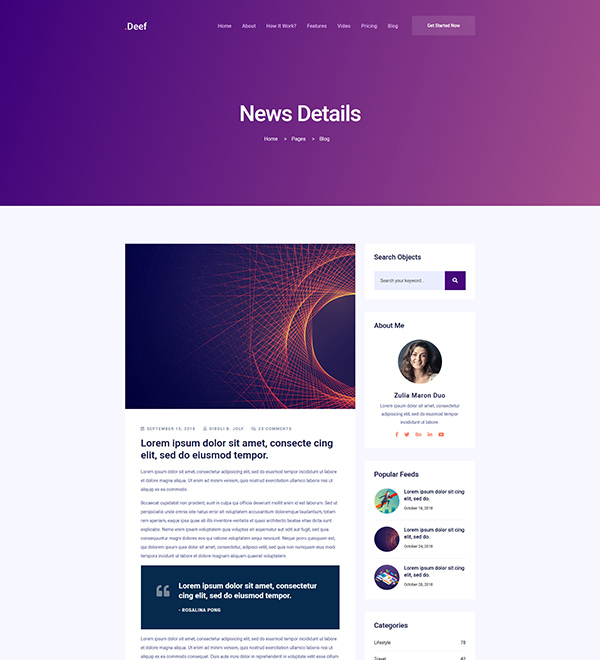 .Deef
Home About How It Work? Features Video Pricing Blog Get Started Now
News Details
Home > Pages > Blog
SEPTEMBER 15, 2018 DIBOLI B. JOLY 23 COMMENTS
Lorem ipsum dolor sit amet, consecte cing
elit, sed do eiusmod tempor.
Lorem ipsum dolor sit amet, consectetur adipisicing elit, sed do eiusmod tempor incididunt ut labore
et dolore magna aliqua. Ut enim ad minim veniam, quis nostrud exercitation ullamco laboris nisi ut
aliquip ex ea commodo.
Bccaecat cupidatat non proident, sunt in culpa qui officia deserunt mollit anim id est laborum. Sed ut
perspiciatis unde omnis iste natus error sit voluptatem accusantium doloremque laudantium, totam
rem aperiam, eaque ipsa quae ab illo inventore veritatis et quasi architecto beatae vitae dicta sunt
explicabo. Nemo enim ipsam voluptatem quia voluptas sit aspernatur aut odit aut fugit, sed quia
consequuntur magni dolores eos qui ratione voluptatem sequi nesciunt. Neque porro quisquam est,
qui dolorem ipsum quia dolor sit amet, consectetur, adipisci velit, sed quia non numquam eius modi
tempora incidunt ut labore et dolore magnam aliquam quaerat voluptatem.
Lorem ipsum dolor sit amet, consectetur
cing elit, sed do eiusmod tempor.
- ROSALINA PONG
Lorem ipsum dolor sit amet, consectetur adipisicing elit, sed do eiusmod tempor incididunt ut labore
et dolore magna aliqua. Ut enim ad minim veniam, quis nostrud exercitation ullamco laboris nisi ut
aliquip ex ea commodo consequat. Duis aute irure dolor in reprehenderit in voluptate velit esse cillum
Search Objects
Search your keyword...
About Me
Zulia Maron Duo
Lorem ipsum dolor sit amet, consectetur
adipisicing elit, sed do eiusmod tempor
incididunt ut labore
Popular Feeds
Lorem ipsum dolor sit cing
elit, sed do.
October 18, 2018
Lorem ipsum dolor sit cing
elit, sed do.
October 24, 2018
Lorem ipsum dolor sit cing
elit, sed do.
October 28, 2018
Categories
Lifestyle 78
Travel